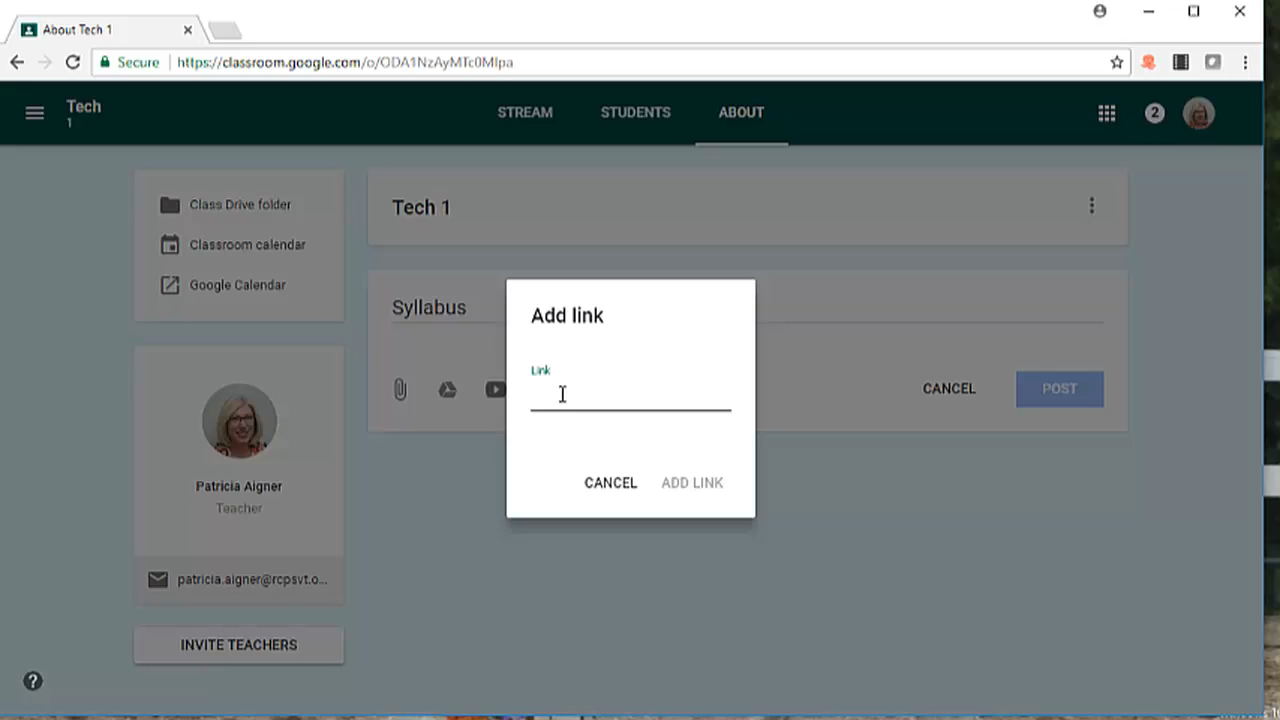 About Tech 1
Secure
https://classroom.google.com/o/ODA1NzAyMTc0Mlpa
Tech
1
STREAM
STUDENTS
ABOUT
2
Class Drive folder
Classroom calendar
Google Calendar
Tech 1
Syllabus
CANCEL
POST
Add link
Link
CANCEL
ADD LINK
Patricia Aigner
Teacher
patricia.aigner@rcpsvt.o...
INVITE TEACHERS